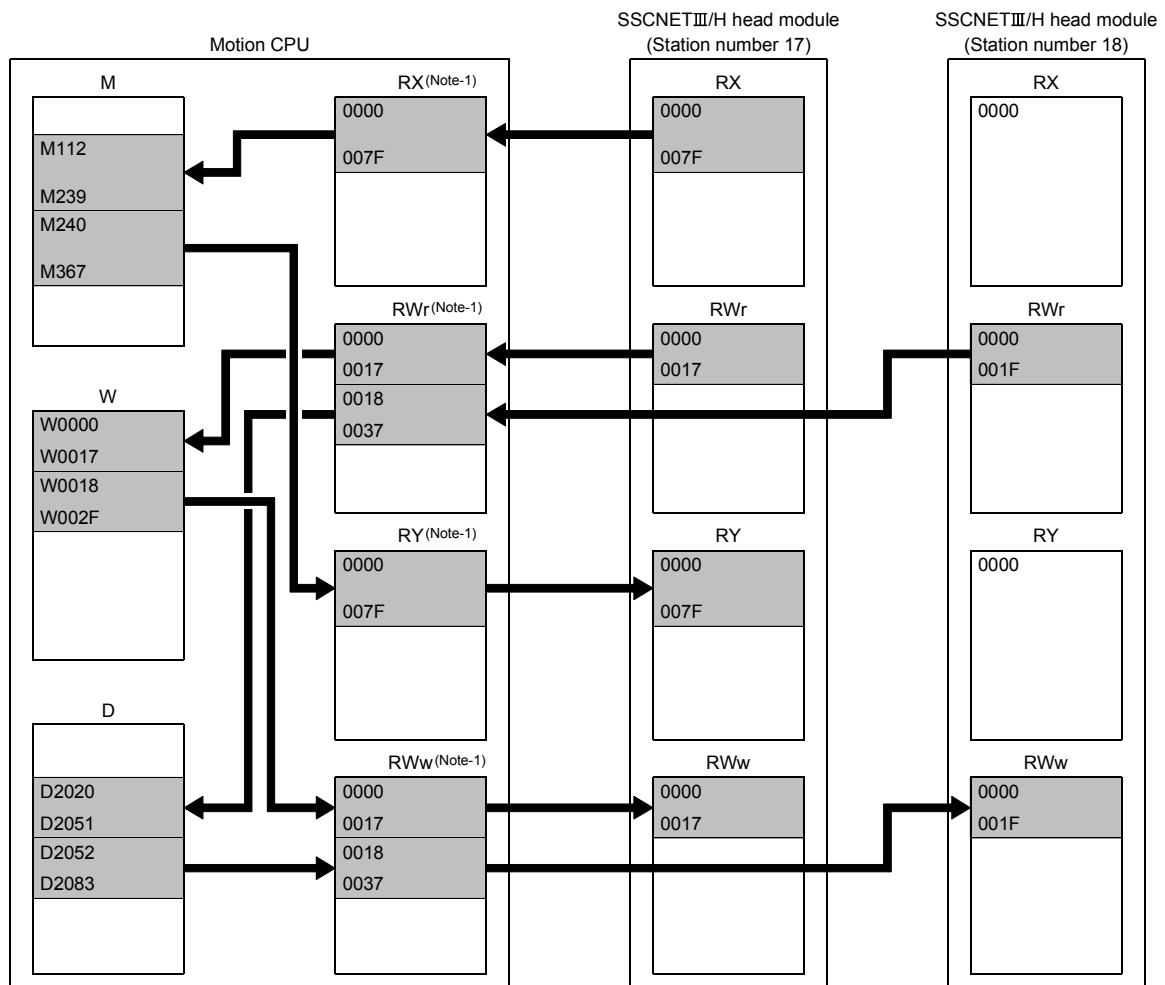 Motion CPU
SSCNETⅢ/H head module
(Station number 17)
SSCNETⅢ/H head module
(Station number 18)
M
M112
M239
M240
M367
W
W0000
W0017
W0018
W002F
D
D2020
D2051
D2052
D2083
RX(Note-1)
0000
007F
RWr(Note-1)
0000
0017
0018
0037
RY(Note-1)
0000
007F
RWw(Note-1)
0000
0017
0018
0037
RX
0000
007F
RWr
0000
0017
RY
0000
007F
RWw
0000
0017
RX
0000
RWr
0000
001F
RY
0000
RWw
0000
001F